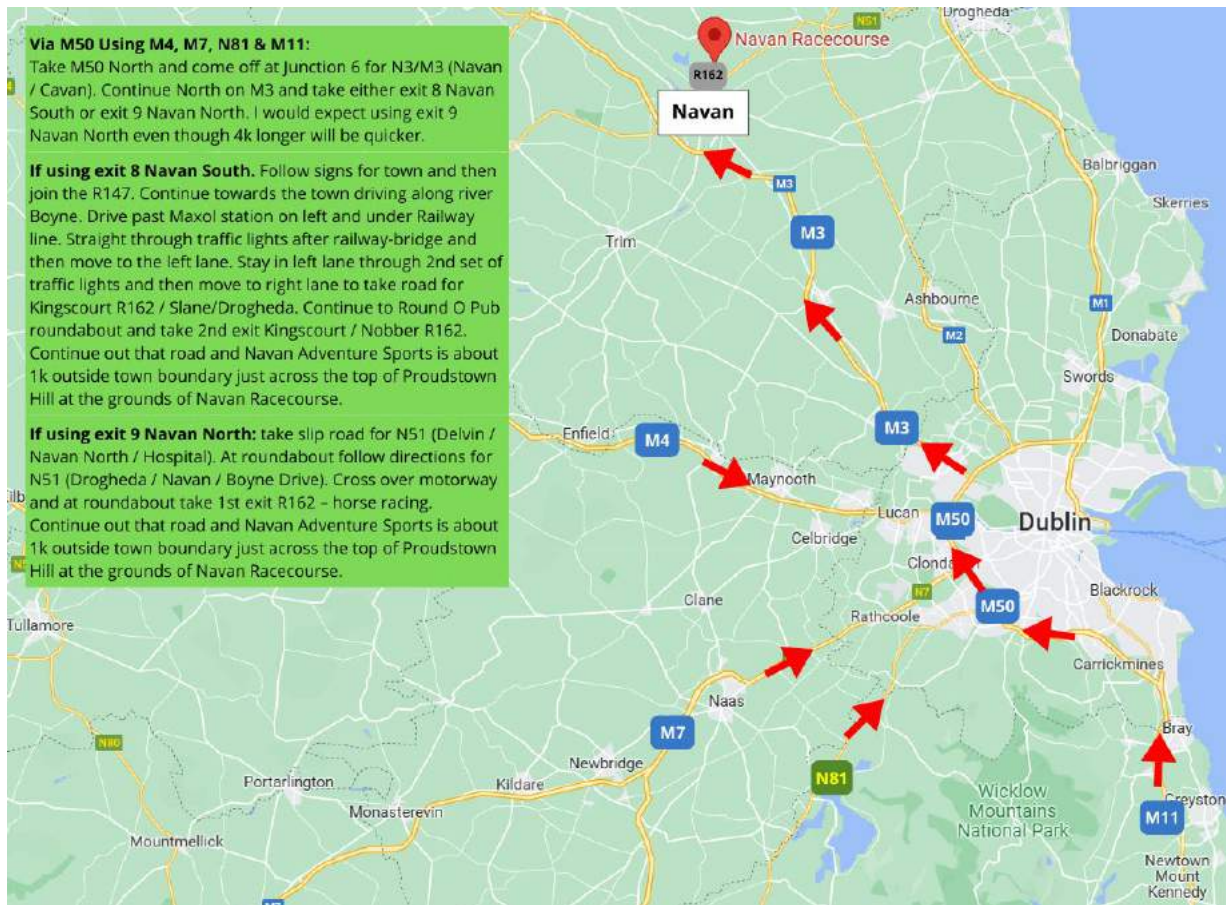 Via M50 Using M4, M7, N81 & M11:
Take M50 North and come off at Junction 6 for N3/M3 (Navan
/ Cavan). Continue North on M3 and take either exit 8 Navan
South or exit 9 Navan North. I would expect using exit 9
Navan North even though 4k longer will be quicker.
If using exit 8 Navan South. Follow signs for town and then
join the R147. Continue towards the town driving along river
Boyne. Drive past Maxol station on left and under Railway
line. Straight through traffic lights after railway-bridge and
then move to the left lane. Stay in left lane through 2nd set of
traffic lights and then move to right lane to take road for
Kingscourt R162 / Slane/Drogheda. Continue to Round O Pub
roundabout and take 2nd exit Kingscourt / Nobber R162.
Continue out that road and Navan Adventure Sports is about
1k outside town boundary just across the top of Proudstown
Hill at the grounds of Navan Racecourse.
If using exit 9 Navan North: take slip road for N51 (Delvin /
Navan North / Hospital). At roundabout follow directions for
N51 (Drogheda / Navan / Boyne Drive). Cross over motorway
and at roundabout take 1st exit R162 – horse racing.
Continue out that road and Navan Adventure Sports is about
1k outside town boundary just across the top of Proudstown
Hill at the grounds of Navan Racecourse.
Drogheda
N51
Navan Racecourse
R162
Navan
Balbriggan
M3
Skerries
M3
Trim
Ashbourne
M1
M2
Donabate
Swords
M3
Enfield
M4
Maynooth
Lucan
M50
Dublin
Celbridge
Clonda
N7
M50
Blackrock
Clane
Rathcoole
Tullamore
Carrickmines
Naas
Bray
M7
N80
Newbridge
N81
Portarlington
Kildare
Wicklow
Mountains
National Park
Greyston
Monasterevin
M11
Mountmellick
Newtown
Mount
Kennedy
M7